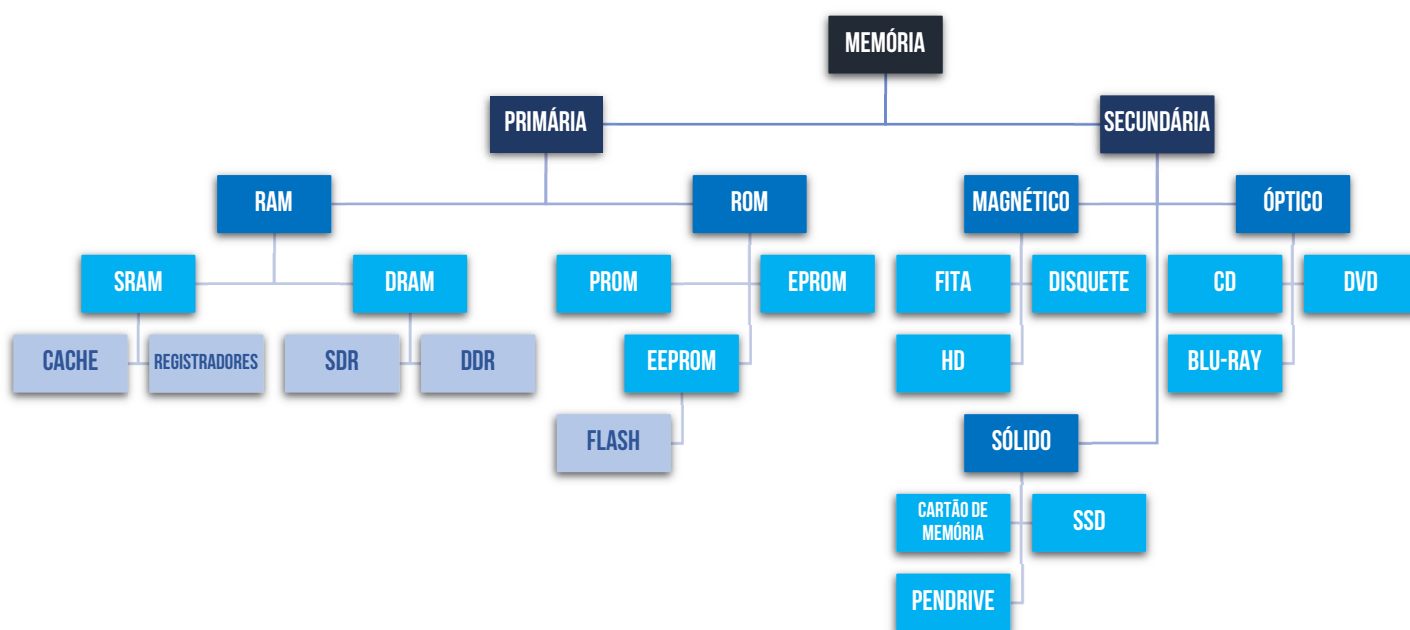 MEMÓRIA
PRIMÁRIA
SECUNDÁRIA
RAM
ROM
MAGNÉTICO
ÓPTICO
SRAM
DRAM
PROM
EPROM
FITA
DISQUETE
CD
DVD
CACHE
REGISTRADORES
SDR
DDR
EEPROM
HD
BLU-RAY
FLASH
SÓLIDO
CARTÃO DE
MEMÓRIA
SSD
PENDRIVE